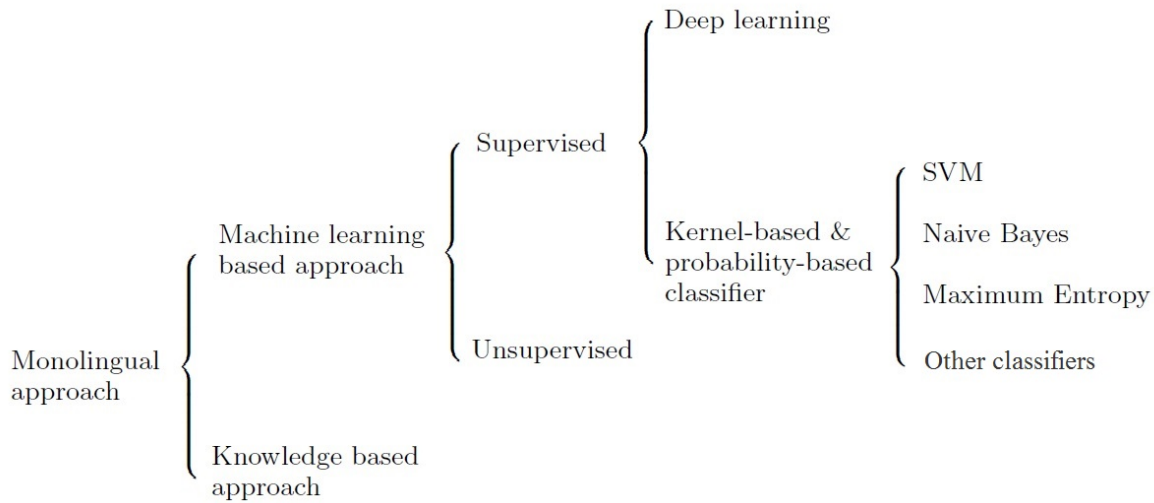 Deep learning
Supervised
SVM
Machine learning
based approach
Kernel-based &
probability-based
classifier
Naive Bayes
Maximum Entropy
Monolingual
approach
Unsupervised
Other classifiers
Knowledge based
approach